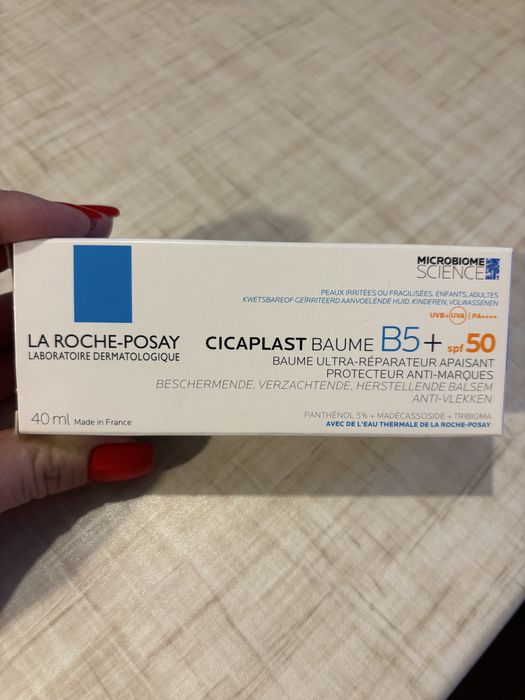 MICROBIOME
SCIENCE
PEAUX IRRITÉES OU FRAGILISÉES. ENFANTS, ADULTES
KWETSBARE OF GEÏRRITEERD AANVOELENDE HUID. KINDEREN, VOLWASSENEN
UVB+UVA | PA++++
LA ROCHE-POSAY
LABORATOIRE DERMATOLOGIQUE
CICAPLAST BAUME B5+ spf 50
BAUME ULTRA-RÉPARATEUR APAISANT
PROTECTEUR ANTI-MARQUES
BESCHERMENDE, VERZACHTENDE, HERSTELLENDE BALSEM
ANTI-VLEKKEN
40 ml Made in France
PANTHÉNOL 5% + MADÉCASSOSIDE + TRIBIOMA
AVEC DE L'EAU THERMALE DE LA ROCHE-POSAY